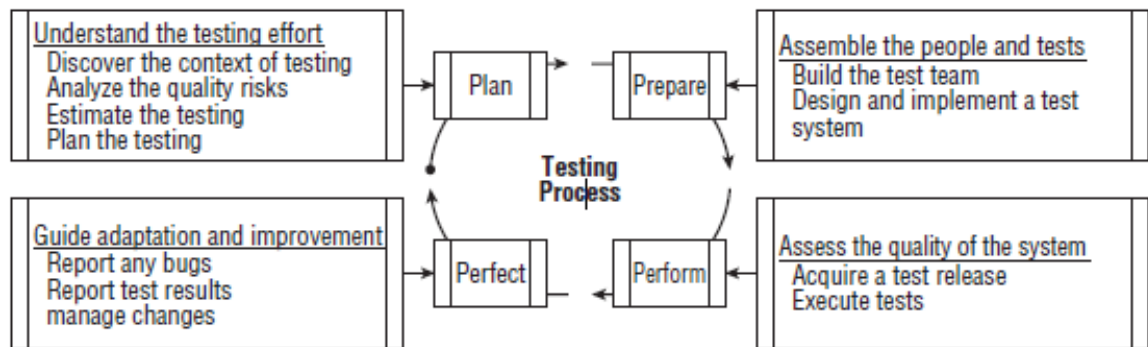 Understand the testing effort
Discover the context of testing
Analyze the quality risks
Estimate the testing
Plan the testing
Plan
Prepare
Assemble the people and tests
Build the test team
Design and implement a test
system
Testing
Process
Guide adaptation and improvement
Report any bugs
Report test results
manage changes
Perfect
Perform
Assess the quality of the system
Acquire a test release
Execute tests